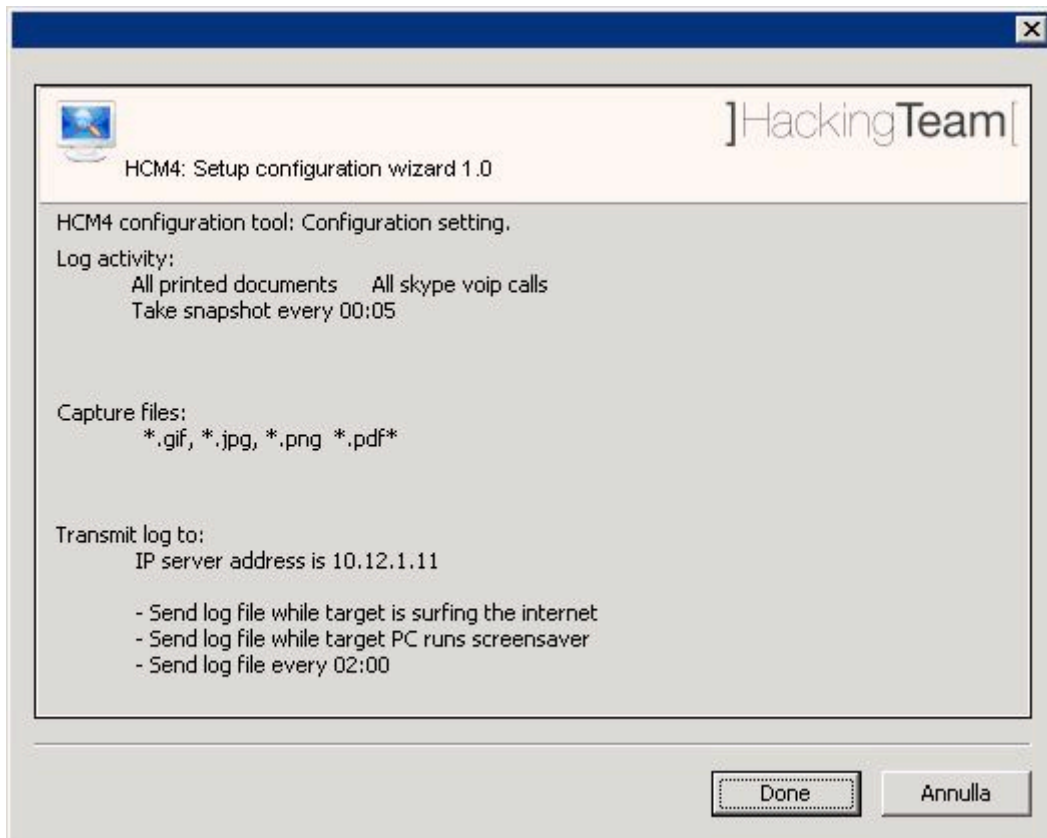 ]HackingTeam[
HCM4: Setup configuration wizard 1.0
HCM4 configuration tool: Configuration setting.
Log activity:
All printed documents All skype voip calls
Take snapshot every 00:05
Capture files:
*.gif, *.jpg, *.png *.pdf*
Transmit log to:
IP server address is 10.12.1.11
- Send log file while target is surfing the internet
- Send log file while target PC runs screensaver
- Send log file every 02:00
Done Annulla